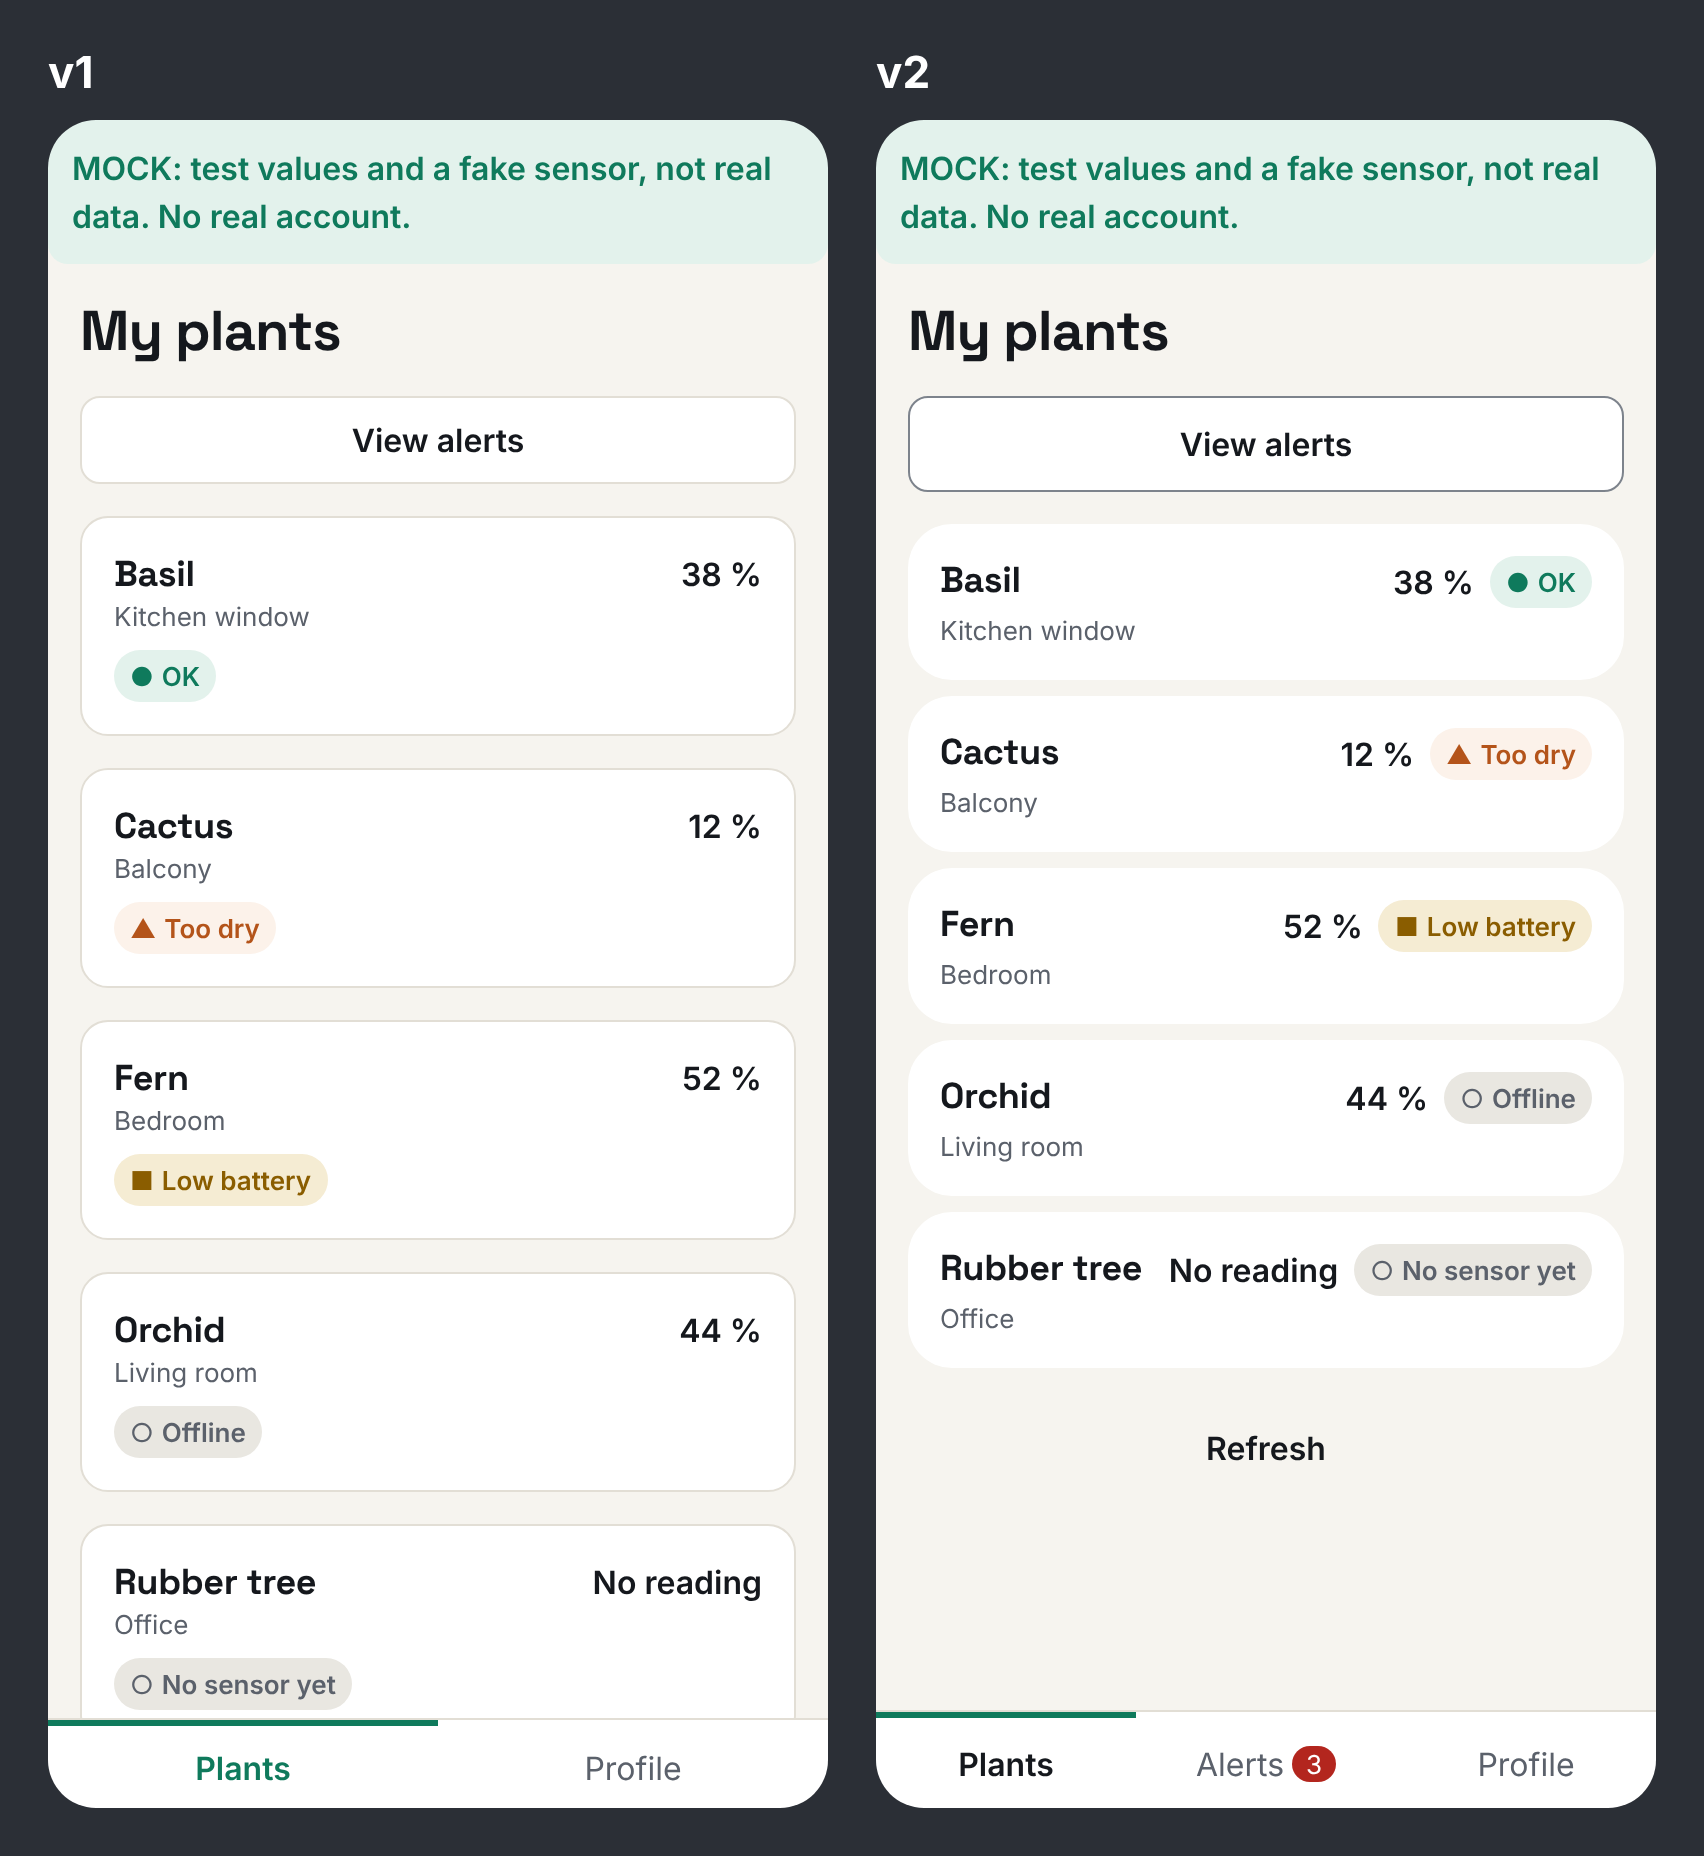 v1
MOCK: test values and a fake sensor, not real
data. No real account.
My plants
View alerts
Basil
38 %
Kitchen window
OK
Cactus
12 %
Balcony
Too dry
Fern
52 %
Bedroom
Low battery
Orchid
44 %
Living room
Offline
Rubber tree
No reading
Office
No sensor yet
Plants
Profile
v2
MOCK: test values and a fake sensor, not real
data. No real account.
My plants
View alerts
Basil
38 %
OK
Kitchen window
Cactus
12 %
Too dry
Balcony
Fern
52 %
Low battery
Bedroom
Orchid
44 %
Offline
Living room
Rubber tree
No reading
No sensor yet
Office
Refresh
Plants
Alerts 3
Profile